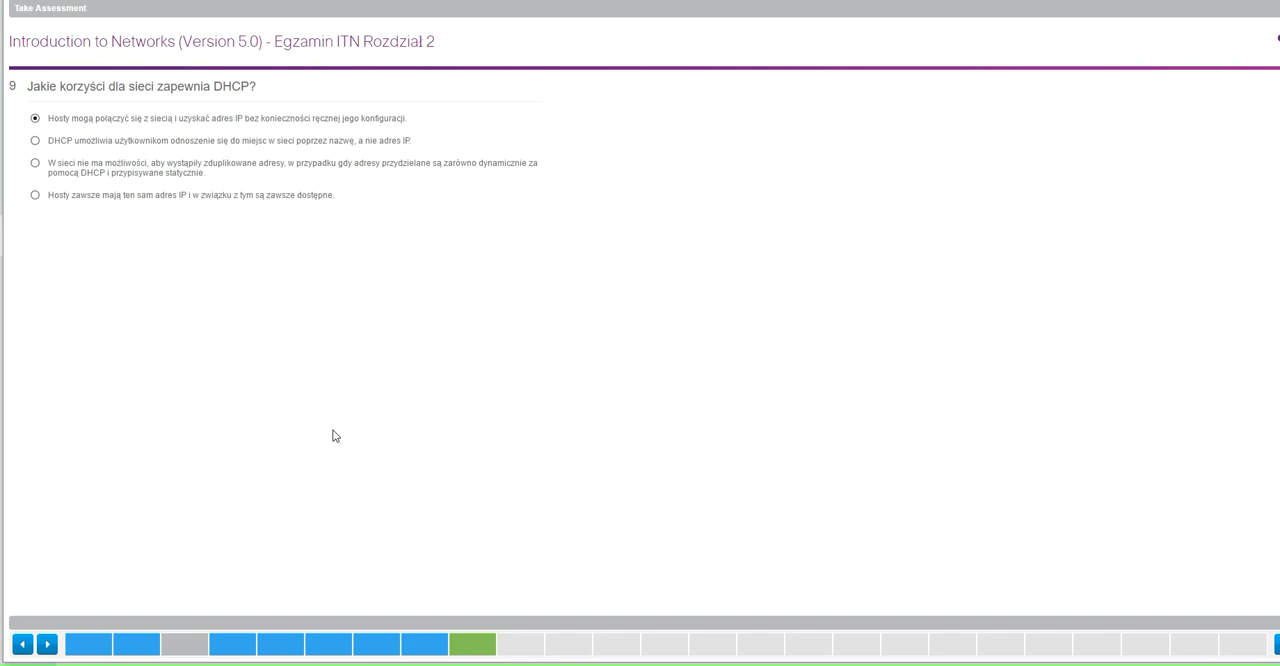 Take Assessment
Introduction to Networks (Version 5.0) - Egzamin ITN Rozdział 2
9 Jakie korzyści dla sieci zapewnia DHCP?
Hosty mogą połączyć się z siecią i uzyskać adres IP bez konieczności ręcznej jego konfiguracji.
DHCP umożliwia użytkownikom odnoszenie się do miejsc w sieci poprzez nazwę, a nie adres IP.
W sieci nie ma możliwości, aby wystąpiły zduplikowane adresy, w przypadku gdy adresy przydzielane są zarówno dynamicznie za
pomocą DHCP i przypisywane statycznie.
Hosty zawsze mają ten sam adres IP i w związku z tym są zawsze dostępne.